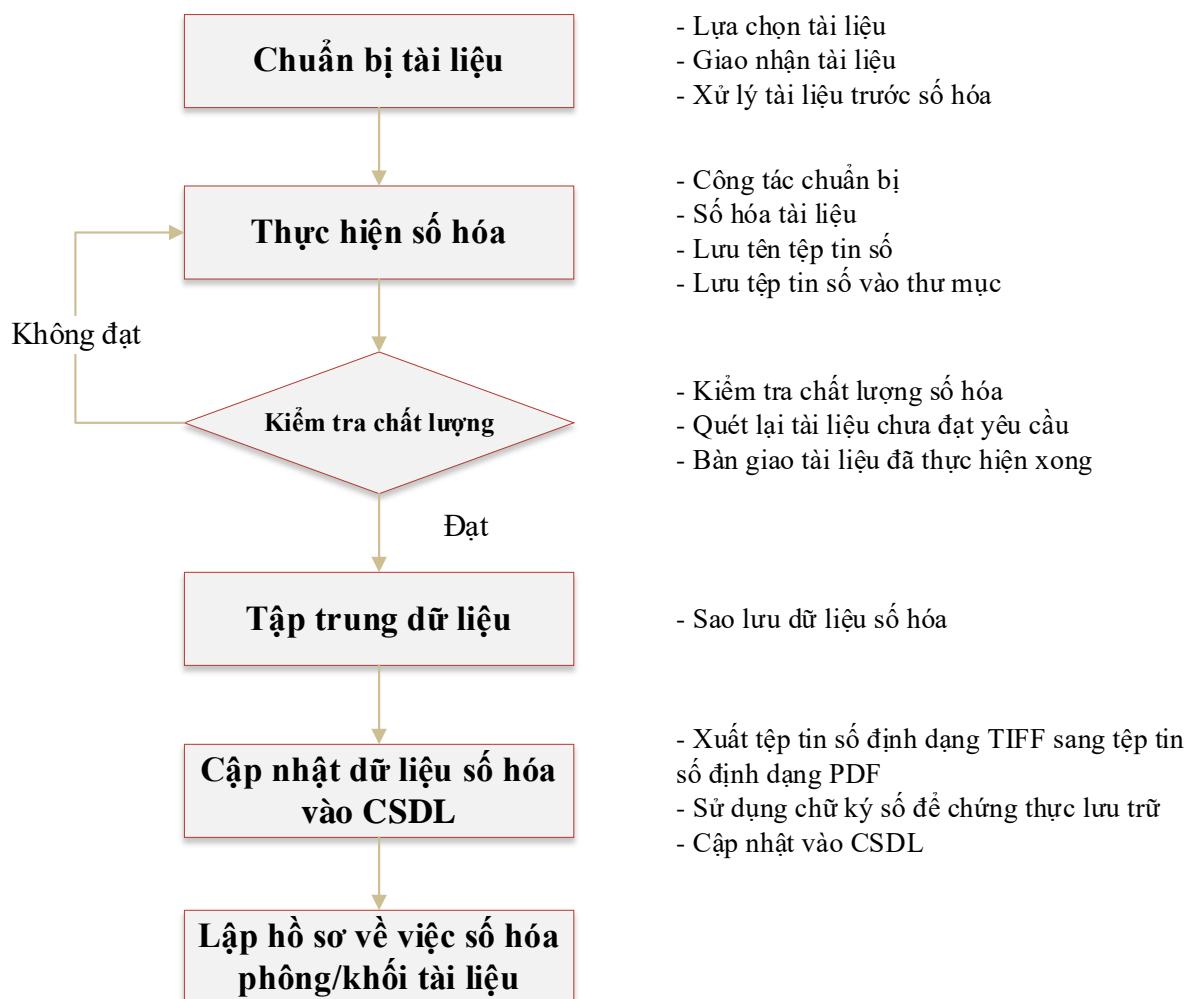 Chuẩn bị tài liệu
- Lựa chọn tài liệu
- Giao nhận tài liệu
- Xử lý tài liệu trước số hóa
Thực hiện số hóa
- Công tác chuẩn bị
- Số hóa tài liệu
- Lưu tên tệp tin số
- Lưu tệp tin số vào thư mục
Không đạt
Kiểm tra chất lượng
- Kiểm tra chất lượng số hóa
- Quét lại tài liệu chưa đạt yêu cầu
- Bàn giao tài liệu đã thực hiện xong
Đạt
Tập trung dữ liệu
- Sao lưu dữ liệu số hóa
Cập nhật dữ liệu số hóa
vào CSDL
- Xuất tệp tin số định dạng TIFF sang tệp tin
số định dạng PDF
- Sử dụng chữ ký số để chứng thực lưu trữ
- Cập nhật vào CSDL
Lập hồ sơ về việc số hóa
phông/khối tài liệu